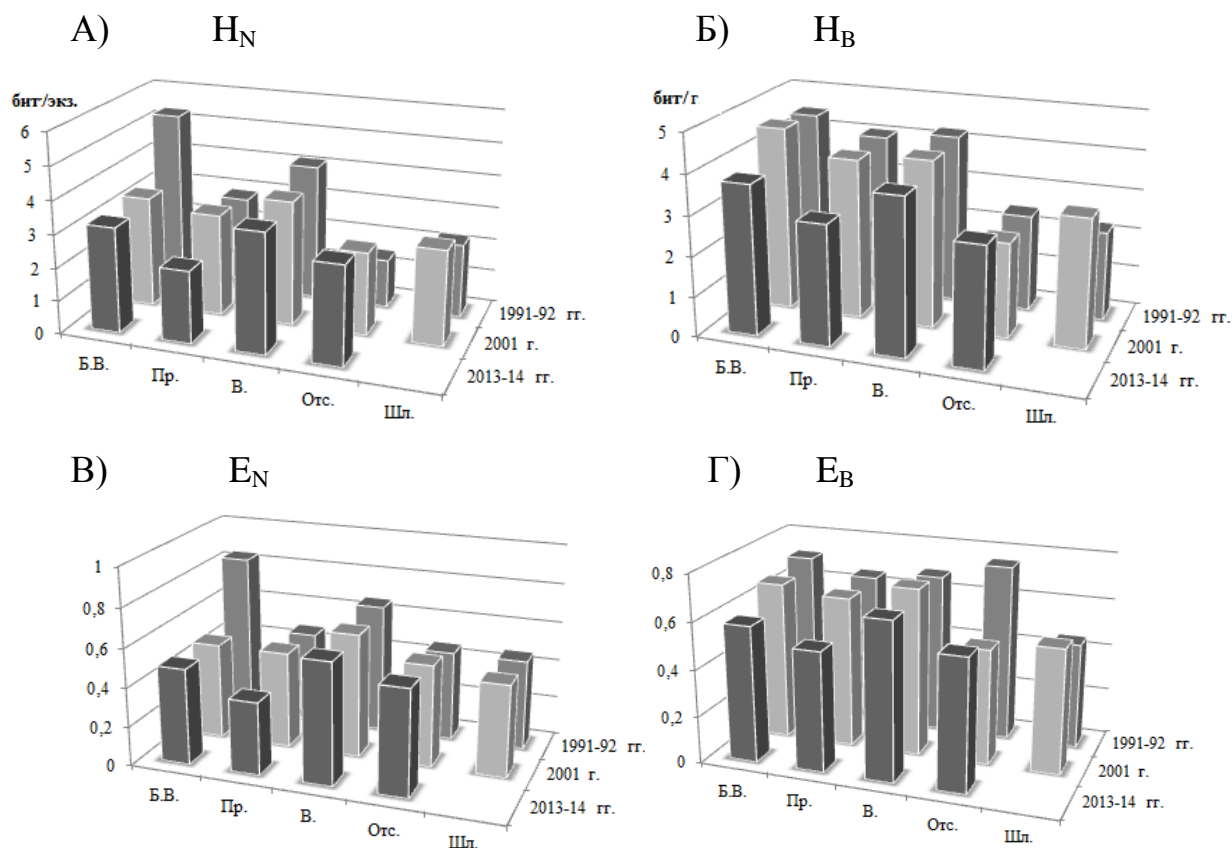 А) H_N
Б) H_B
бит/экз.
6
5
4
3
2
1
0
Б.В.
Пр.
В.
Отс.
Шл.
1991-92 гг.
2001 г.
2013-14 гг.
бит/г
5
4
3
2
1
0
Б.В.
Пр.
В.
Отс.
Шл.
1991-92 гг.
2001 г.
2013-14 гг.
В) E_N
Г) E_B
1
0,8
0,6
0,4
0,2
0
Б.В.
Пр.
В.
Отс.
Шл.
1991-92 гг.
2001 г.
2013-14 гг.
0,8
0,6
0,4
0,2
0
Б.В.
Пр.
В.
Отс.
Шл.
1991-92 гг.
2001 г.
2013-14 гг.